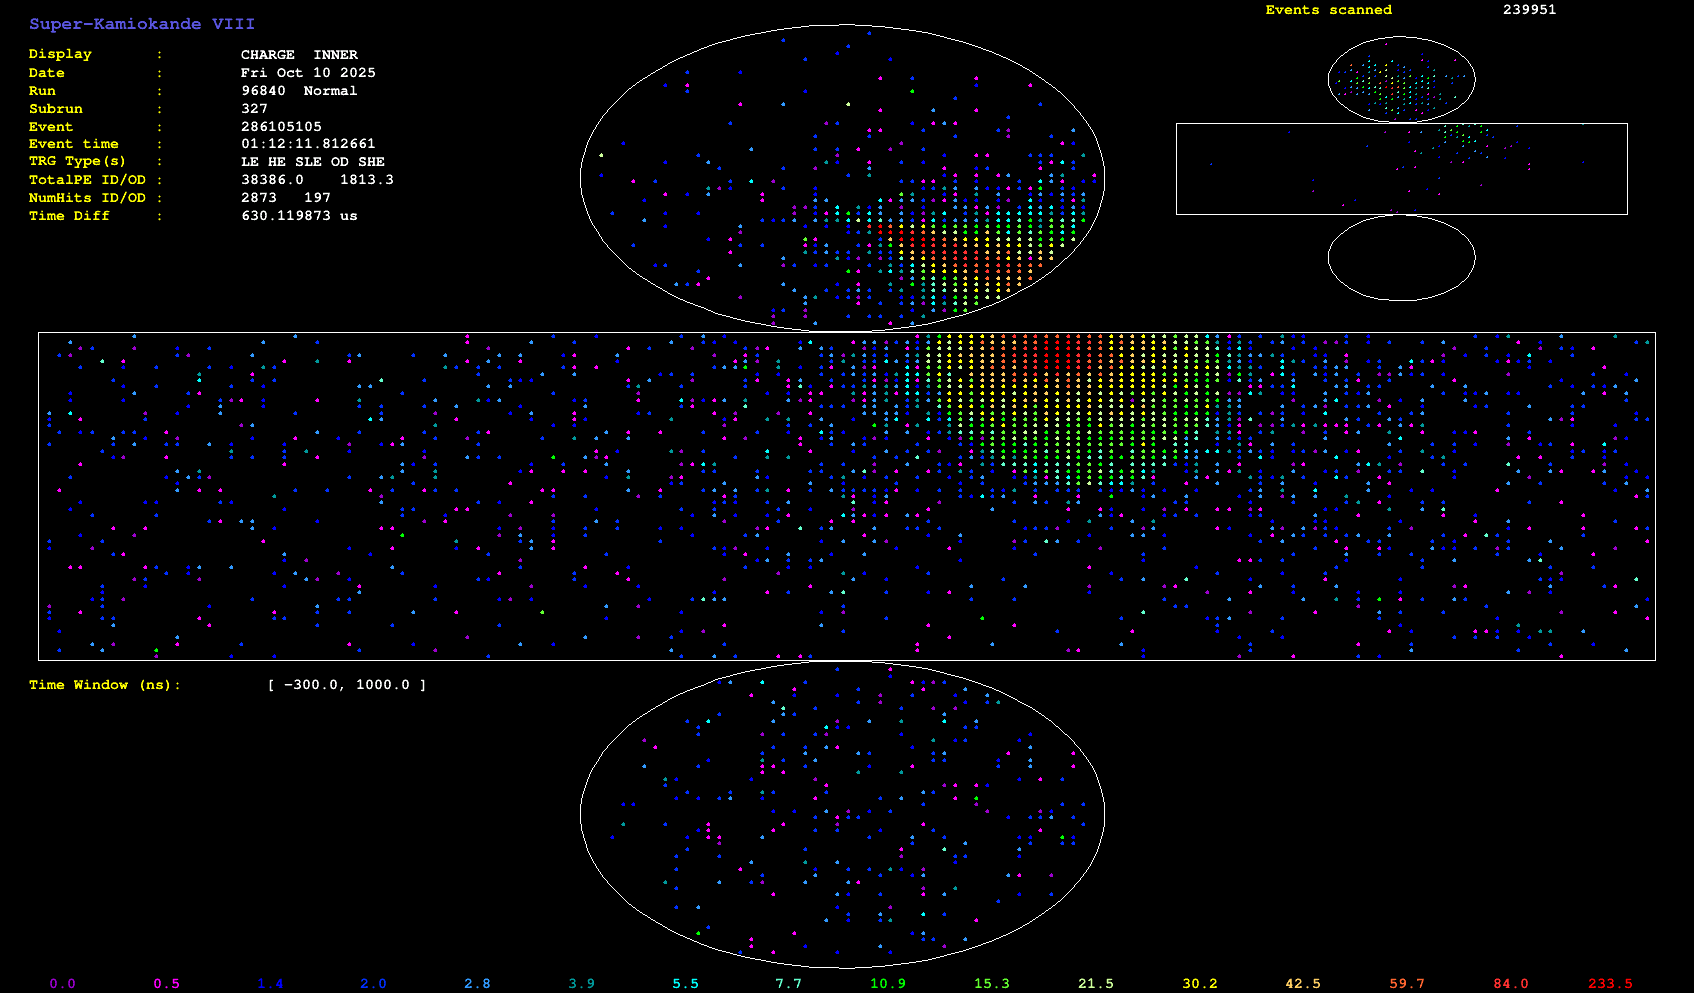 Super-Kamiokande VIII
Events scanned 239951
Display : CHARGE INNER
Date : Fri Oct 10 2025
Run : 96840 Normal
Subrun : 327
Event : 286105105
Event time : 01:12:11.812661
TRG Type(s) : LE HE SLE OD SHE
TotalPE ID/OD : 38386.0 1813.3
NumHits ID/OD : 2873 197
Time Diff : 630.119873 us
Time Window (ns): [ -300.0, 1000.0 ]
0.0 0.5 1.4 2.0 2.8 3.9 5.5 7.7 10.9 15.3 21.5 30.2 42.5 59.7 84.0 233.5